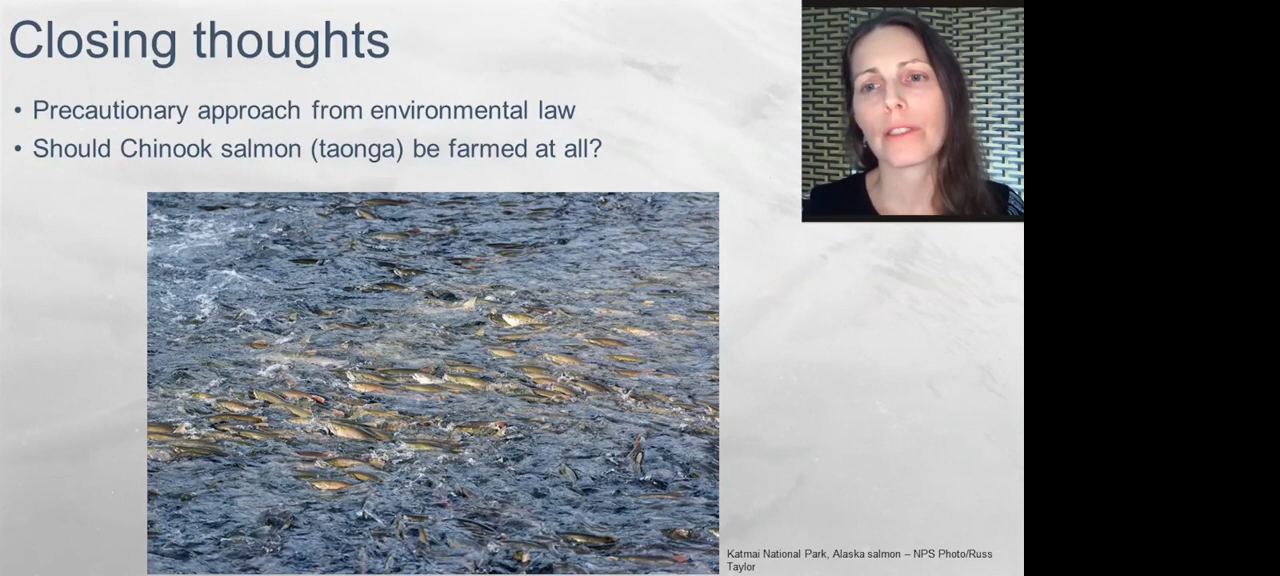 Closing thoughts
• Precautionary approach from environmental law
• Should Chinook salmon (taonga) be farmed at all?
Katmai National Park, Alaska salmon – NPS Photo/Russ
Taylor